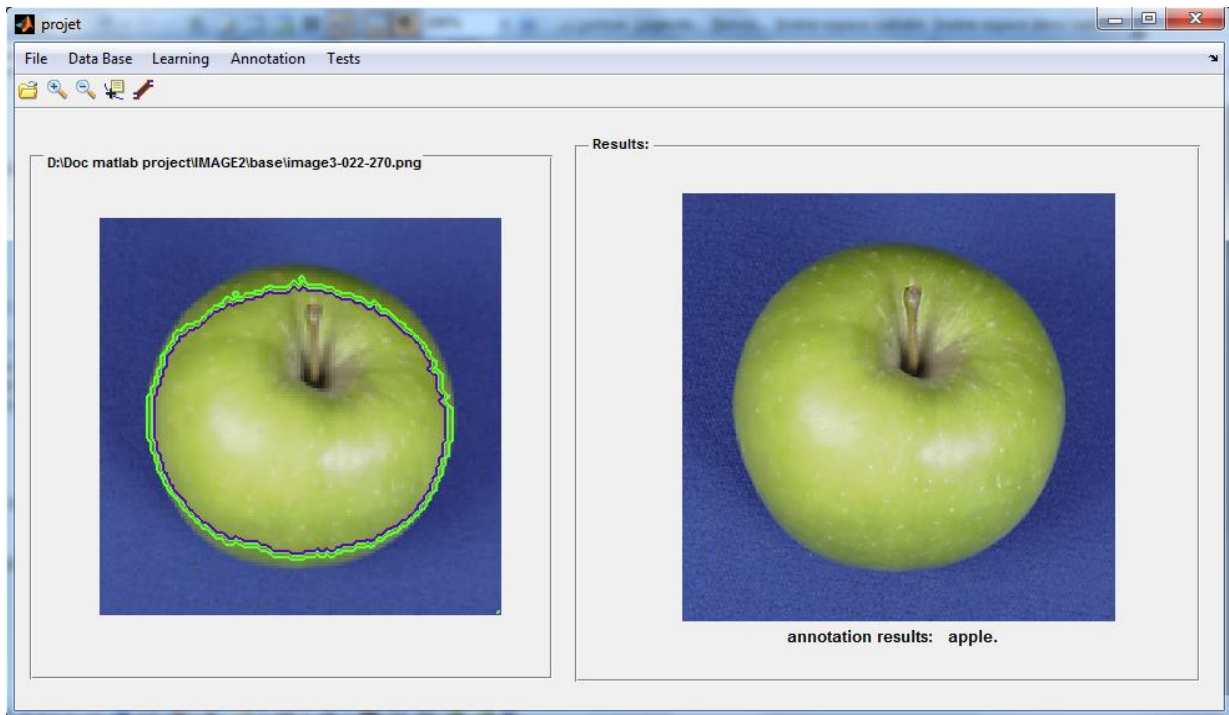 projet
File Data Base Learning Annotation Tests
D:\Doc matlab project\IMAGE2\base\image3-022-270.png
Results:
annotation results: apple.